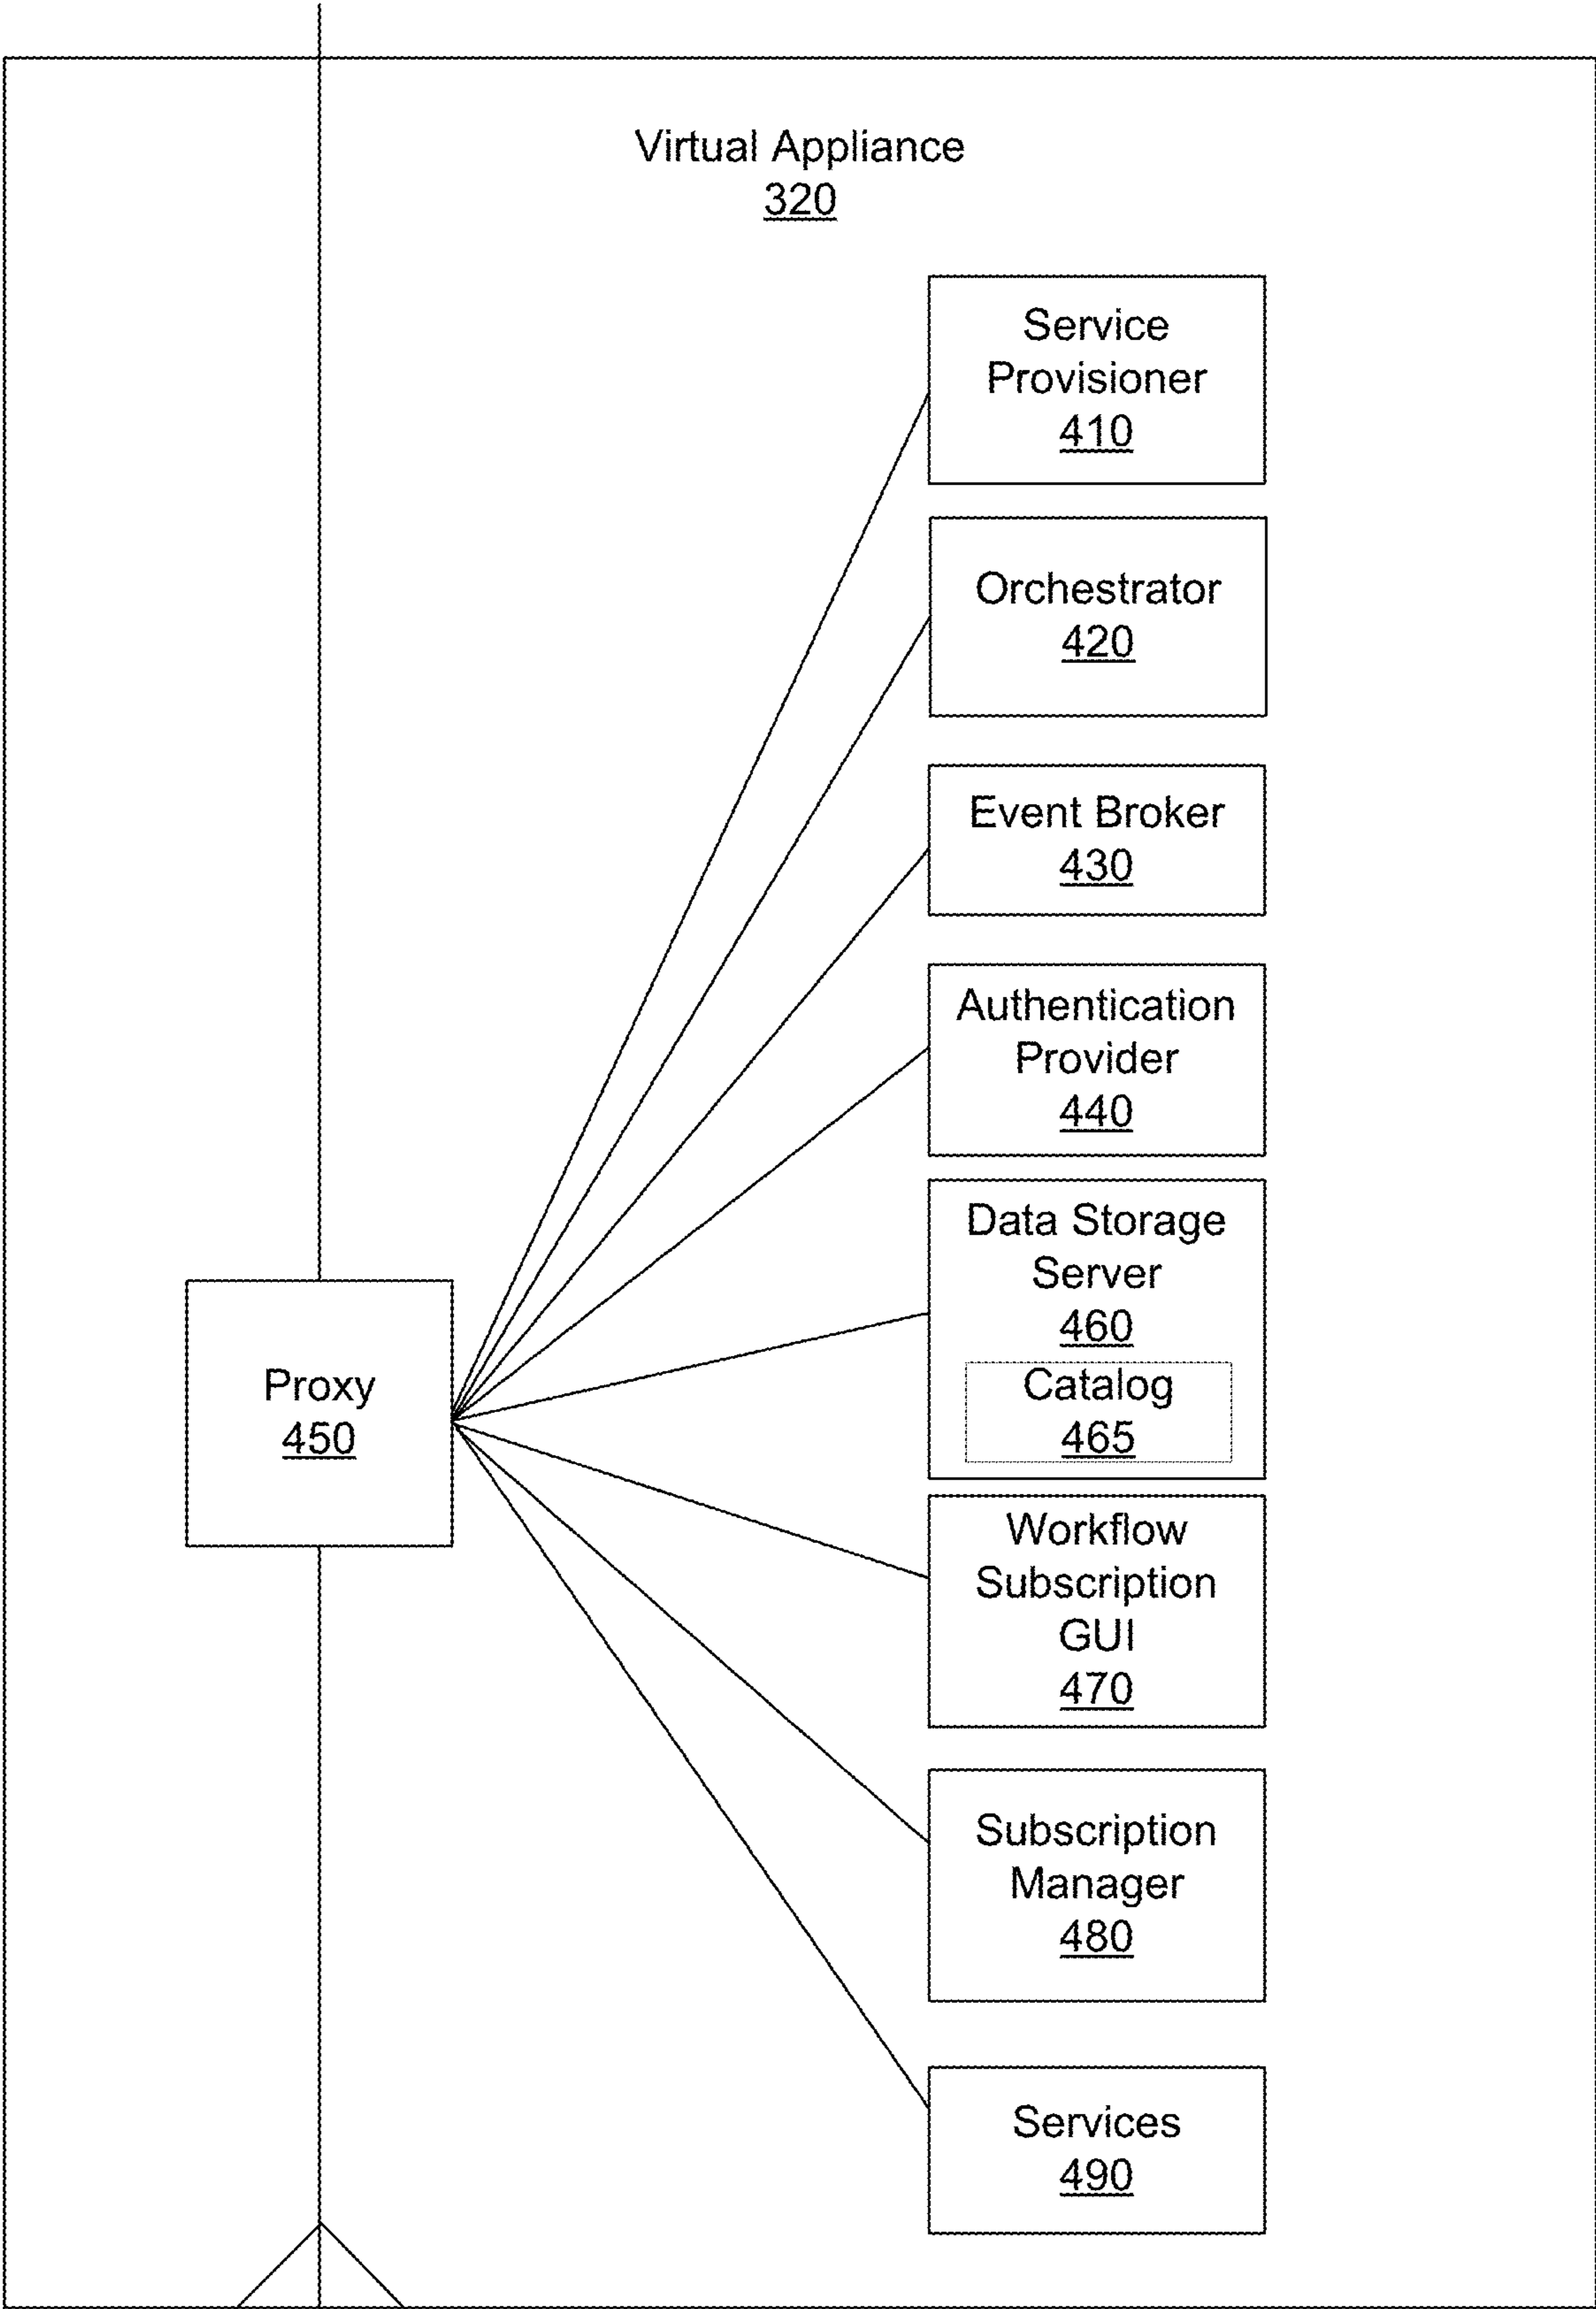 Virtual Appliance
320
Service
Provisioner
410
Orchestrator
420
Event Broker
430
Authentication
Provider
440
Data Storage
Server
460
Catalog
465
Proxy
450
Workflow
Subscription
GUI
470
Subscription
Manager
480
Services
490